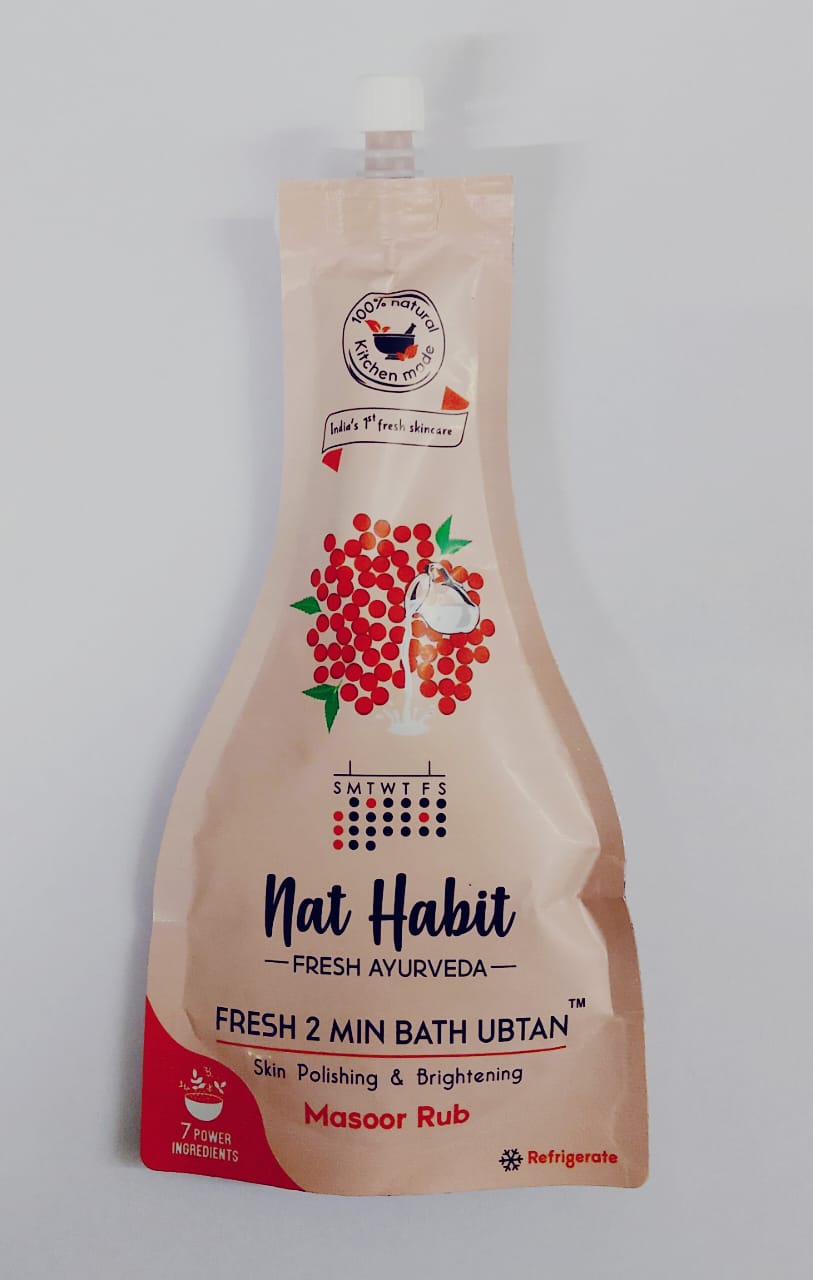 100% natural
Kitchen made
India's 1st fresh skincare
S M T W T F S
Nat Habit
FRESH AYURVEDA
FRESH 2 MIN BATH UBTAN™
Skin Polishing & Brightening
Masoor Rub
7 POWER
INGREDIENTS
Refrigerate